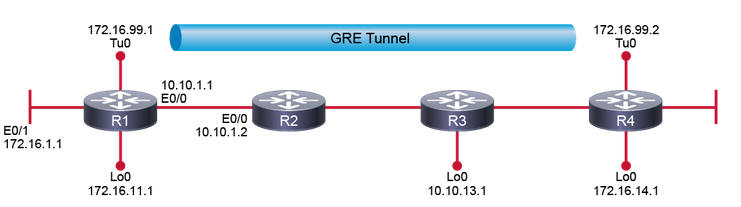 172.16.99.1
Tu0
GRE Tunnel
172.16.99.2
Tu0
10.10.1.1
E0/0
R1
R2
R3
R4
E0/1
172.16.1.1
E0/0
10.10.1.2
Lo0
172.16.11.1
Lo0
10.10.13.1
Lo0
172.16.14.1